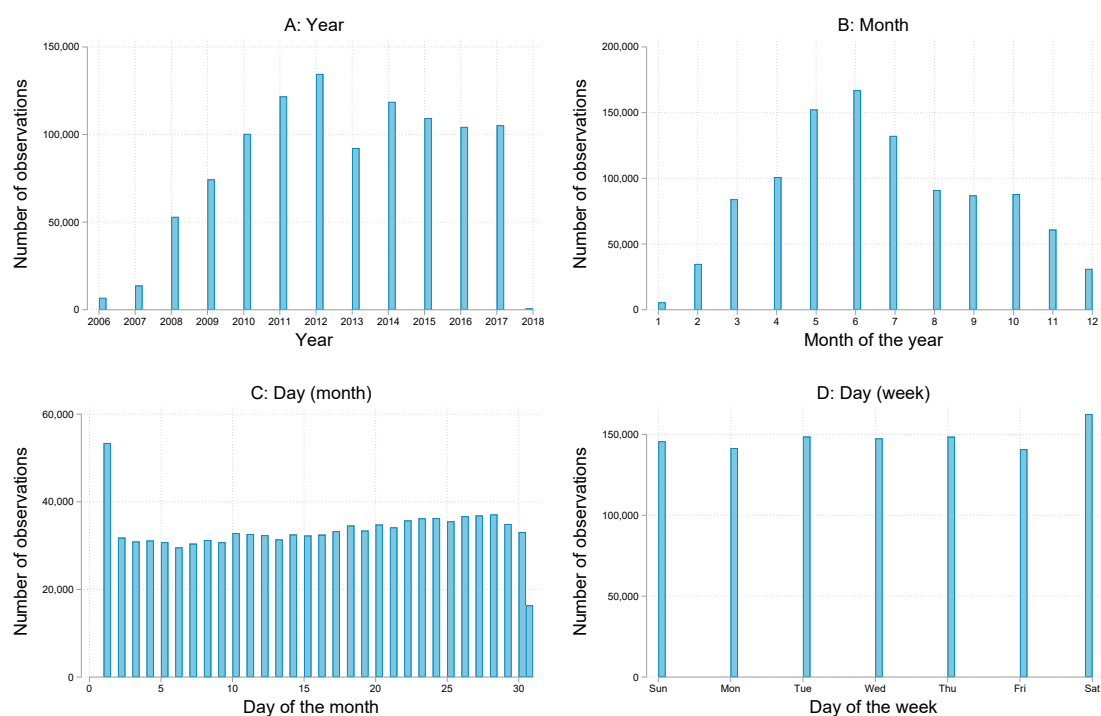 A: Year
150,000
100,000
50,000
0
Number of observations
2006 2007 2008 2009 2010 2011 2012 2013 2014 2015 2016 2017 2018
Year
B: Month
200,000
150,000
100,000
50,000
0
Number of observations
1 2 3 4 5 6 7 8 9 10 11 12
Month of the year
C: Day (month)
60,000
40,000
20,000
0
Number of observations
0 5 10 15 20 25 30
Day of the month
D: Day (week)
150,000
100,000
50,000
0
Number of observations
Sun Mon Tue Wed Thu Fri Sat
Day of the week